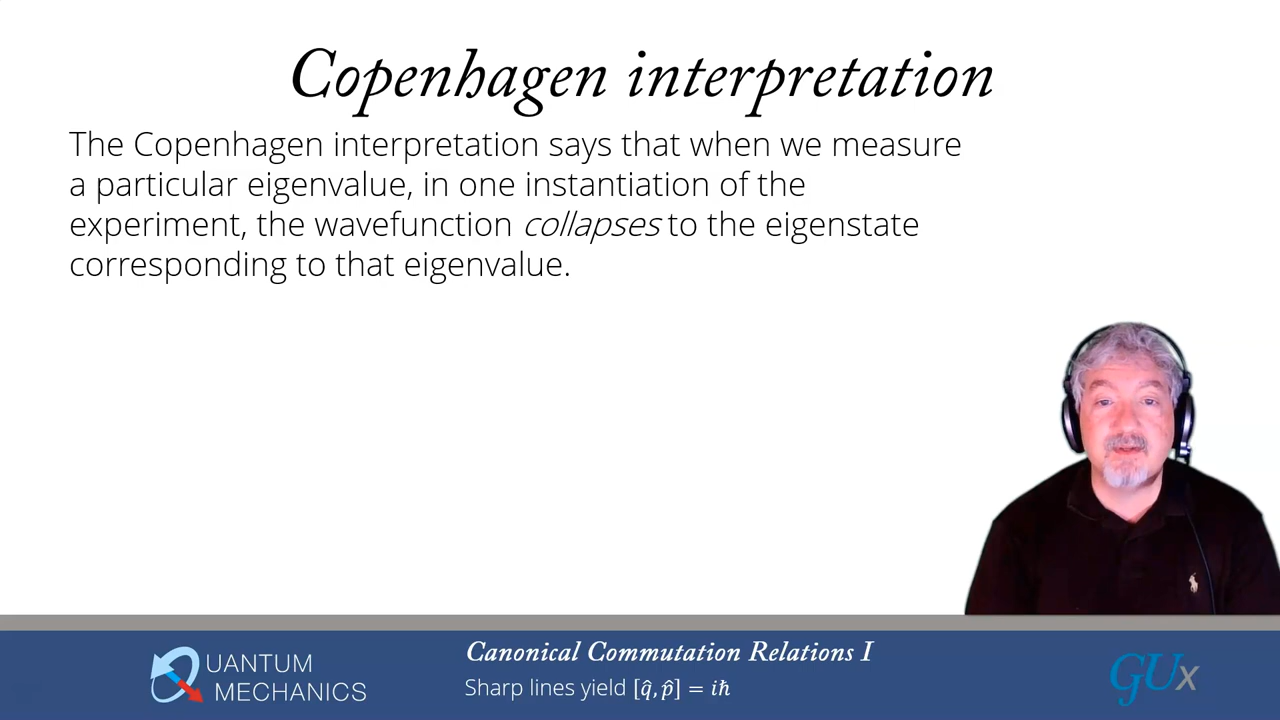 Copenhagen interpretation
The Copenhagen interpretation says that when we measure
a particular eigenvalue, in one instantiation of the
experiment, the wavefunction collapses to the eigenstate
corresponding to that eigenvalue.
QUANTUM
MECHANICS
Canonical Commutation Relations I
Sharp lines yield [q̂, p̂] = iħ
GUx